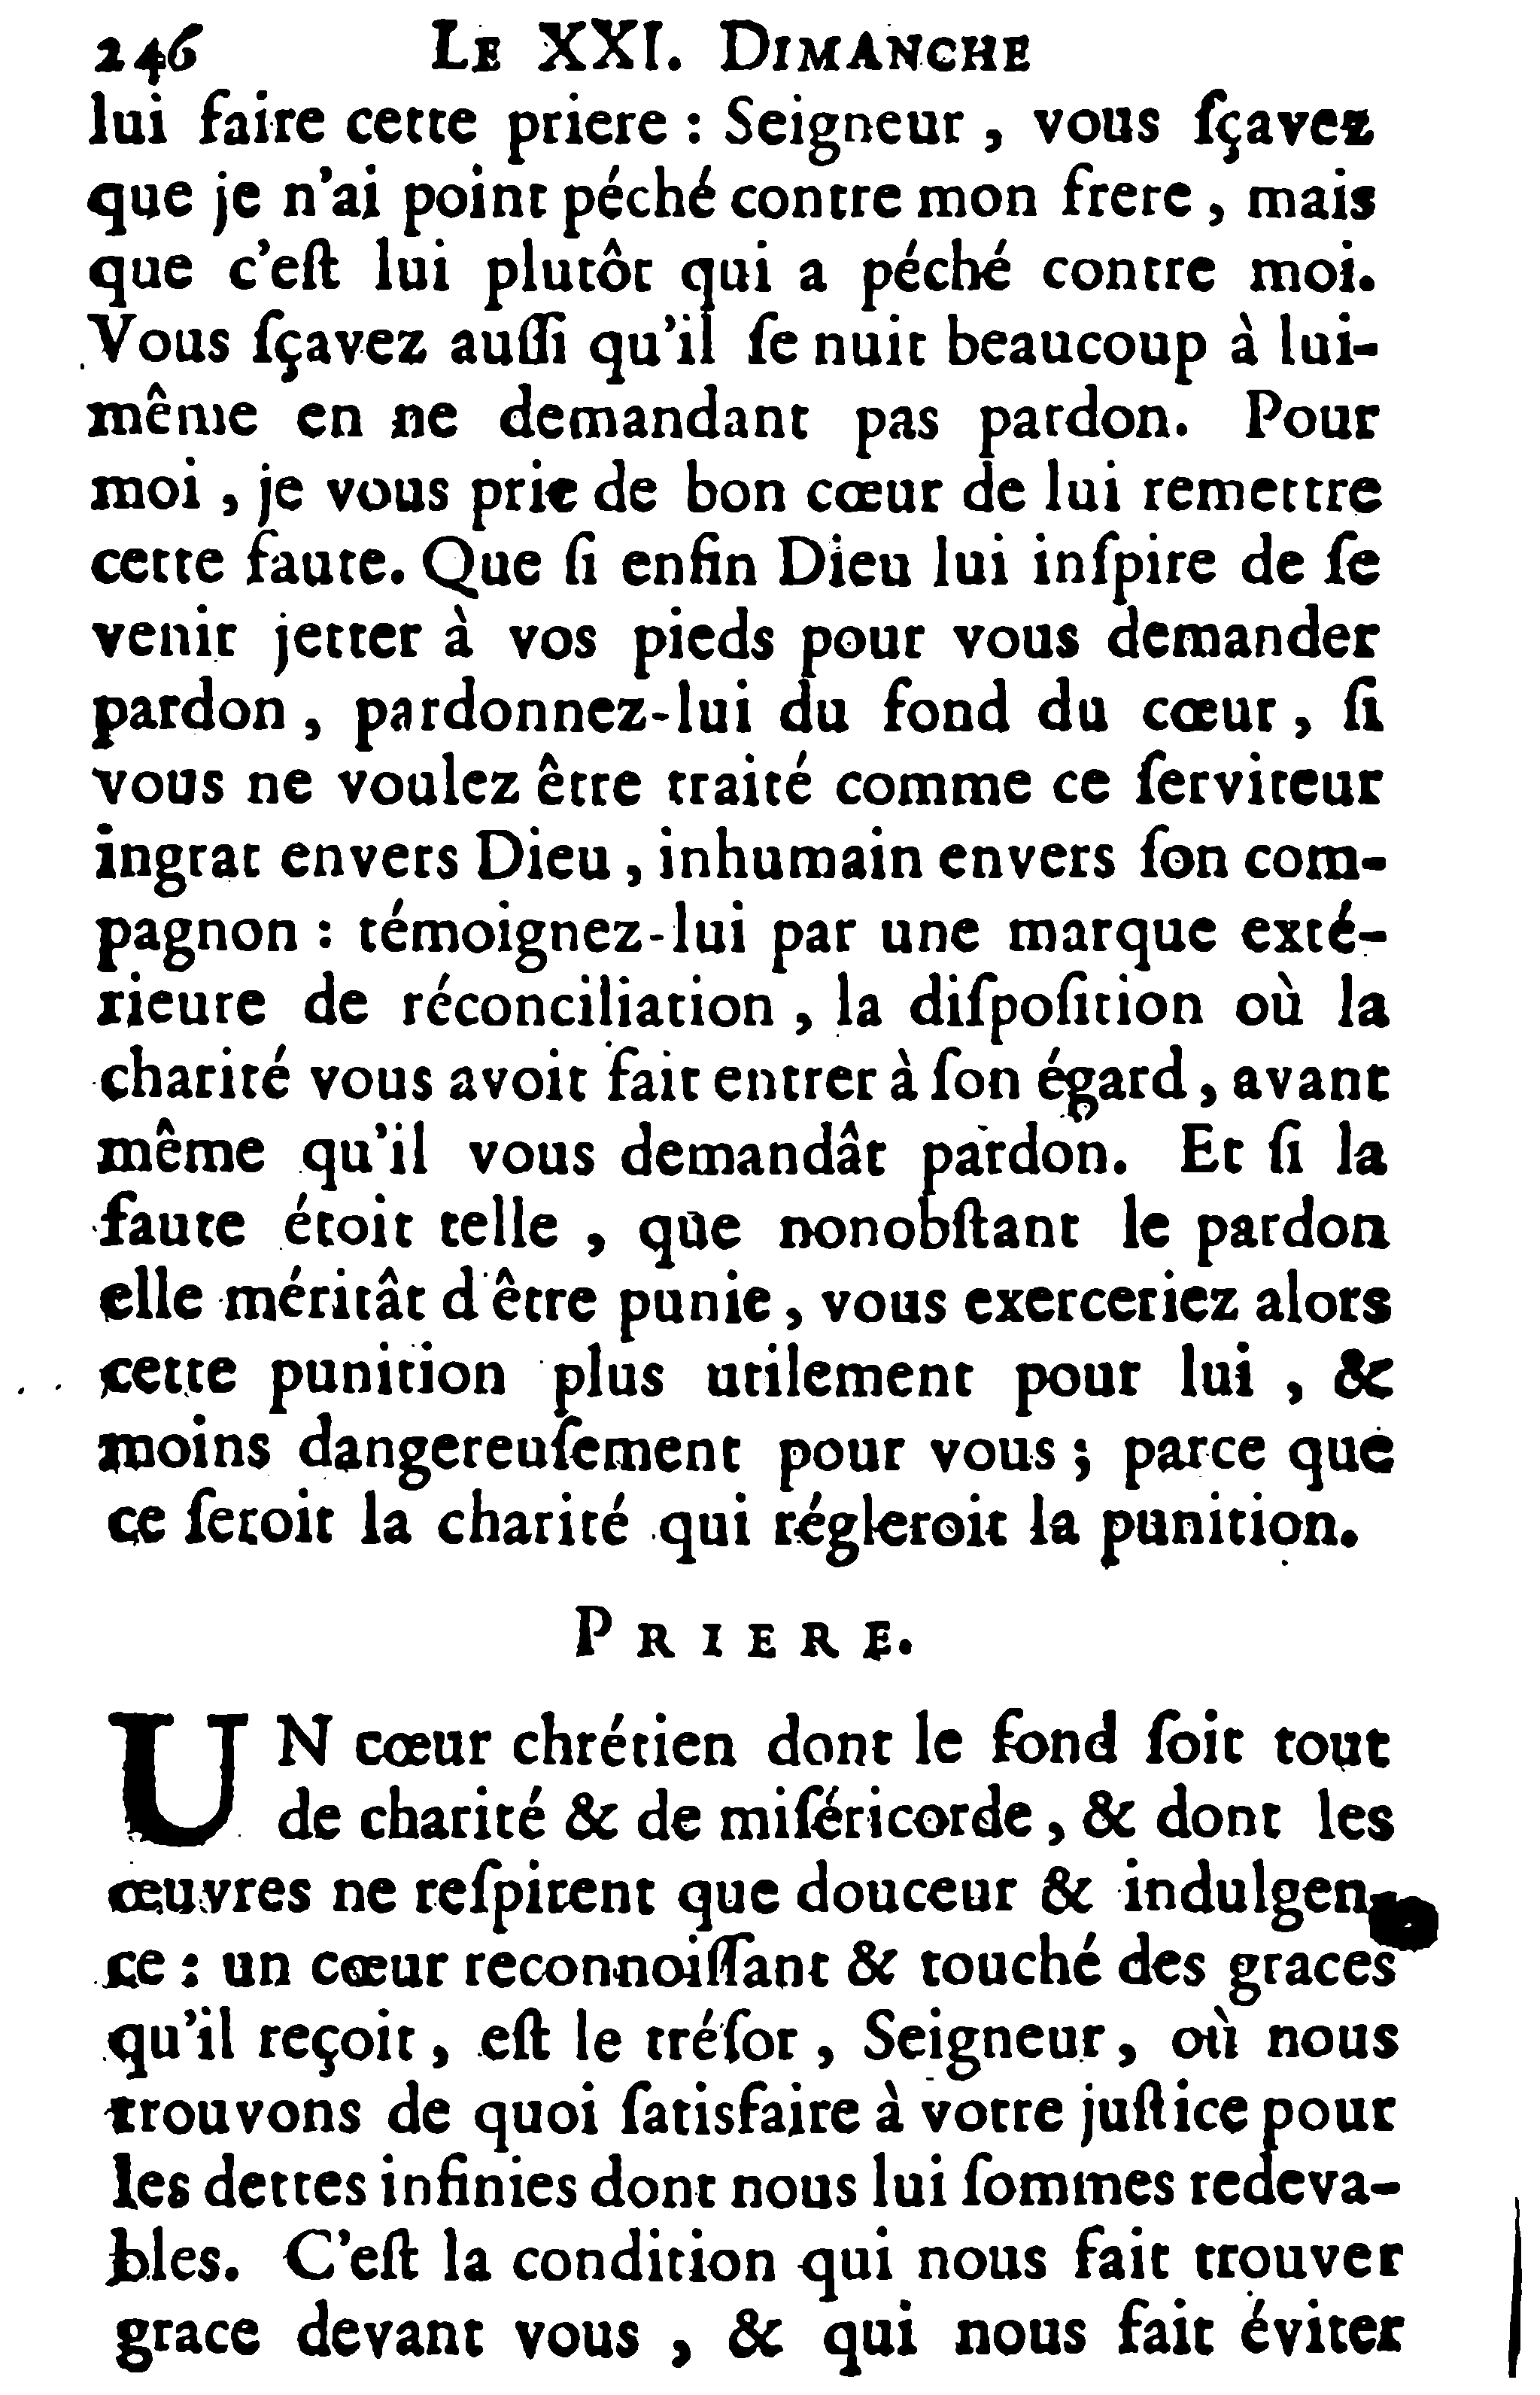 246 LE XXI. DIMANCHE
lui faire cette priere : Seigneur , vous ſçavez
que je n'ai point péché contre mon frere , mais
que c'eſt lui plutôt qui a péché contre moi.
Vous ſçavez auſſi qu'il ſe nuit beaucoup à lui-
même en ne demandant pas pardon. Pour
moi , je vous prie de bon cœur de lui remettre
cette faute. Que ſi enfin Dieu lui inſpire de ſe
venir jetter à vos pieds pour vous demander
pardon , pardonnez-lui du fond du cœur , ſi
vous ne voulez être traité comme ce ſerviteur
ingrat envers Dieu , inhumain envers ſon com-
pagnon : témoignez-lui par une marque exté-
rieure de réconciliation , la diſpoſition où la
charité vous avoit fait entrer à ſon égard , avant
même qu'il vous demandât pardon. Et ſi la
faute étoit telle , que nonobſtant le pardon
elle méritât d'être punie , vous exerceriez alors
cette punition plus utilement pour lui , &
moins dangereuſement pour vous ; parce que
ce ſeroit la charité qui régleroit la punition.
PRIERE.
UN cœur chrétien dont le fond ſoit tout
de charité & de miſéricorde , & dont les
œuvres ne reſpirent que douceur & indulgen-
ce : un cœur reconnoiſſant & touché des graces
qu'il reçoit , eſt le tréſor , Seigneur , où nous
trouvons de quoi ſatisfaire à votre juſtice pour
les dettes infinies dont nous lui ſommes redeva-
bles. C'eſt la condition qui nous fait trouver
grace devant vous , & qui nous fait éviter